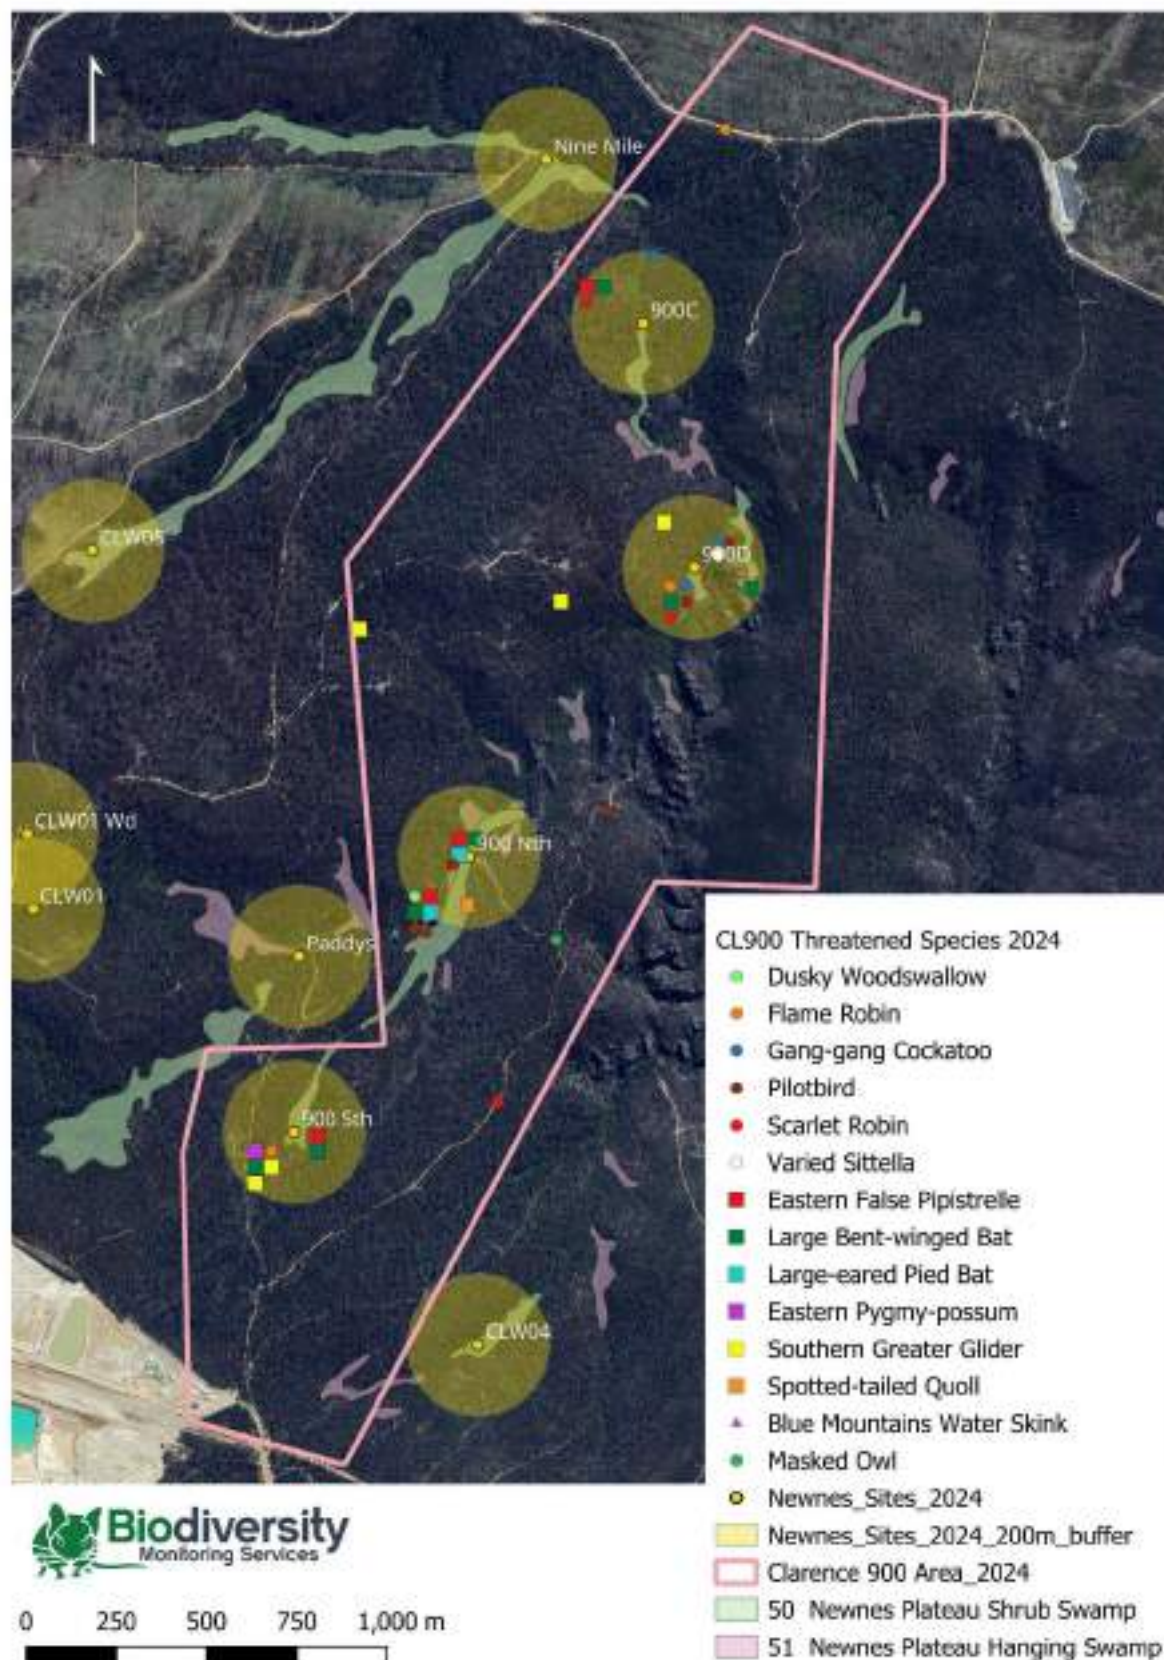 Nine Mile
900C
CLW05
900D
CLW01 Wd
900 Nth
CLW01
Paddys
900 Sth
CLW04
CL900 Threatened Species 2024
Dusky Woodswallow
Flame Robin
Gang-gang Cockatoo
Pilotbird
Scarlet Robin
Varied Sittella
Eastern False Pipistrelle
Large Bent-winged Bat
Large-eared Pied Bat
Eastern Pygmy-possum
Southern Greater Glider
Spotted-tailed Quoll
Blue Mountains Water Skink
Masked Owl
Newnes_Sites_2024
Newnes_Sites_2024_200m_buffer
Clarence 900 Area_2024
50 Newnes Plateau Shrub Swamp
51 Newnes Plateau Hanging Swamp
Biodiversity
Monitoring Services
0 250 500 750 1,000 m